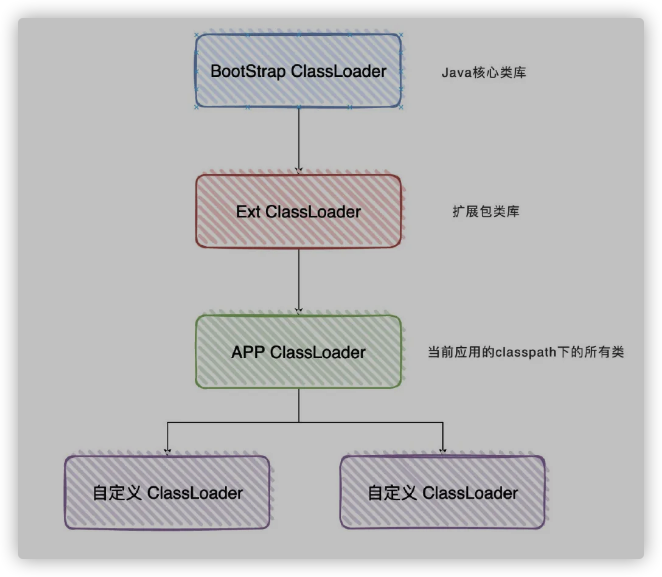 BootStrap ClassLoader
Java核心类库
Ext ClassLoader
扩展包类库
APP ClassLoader
当前应用的classpath下的所有类
自定义 ClassLoader
自定义 ClassLoader